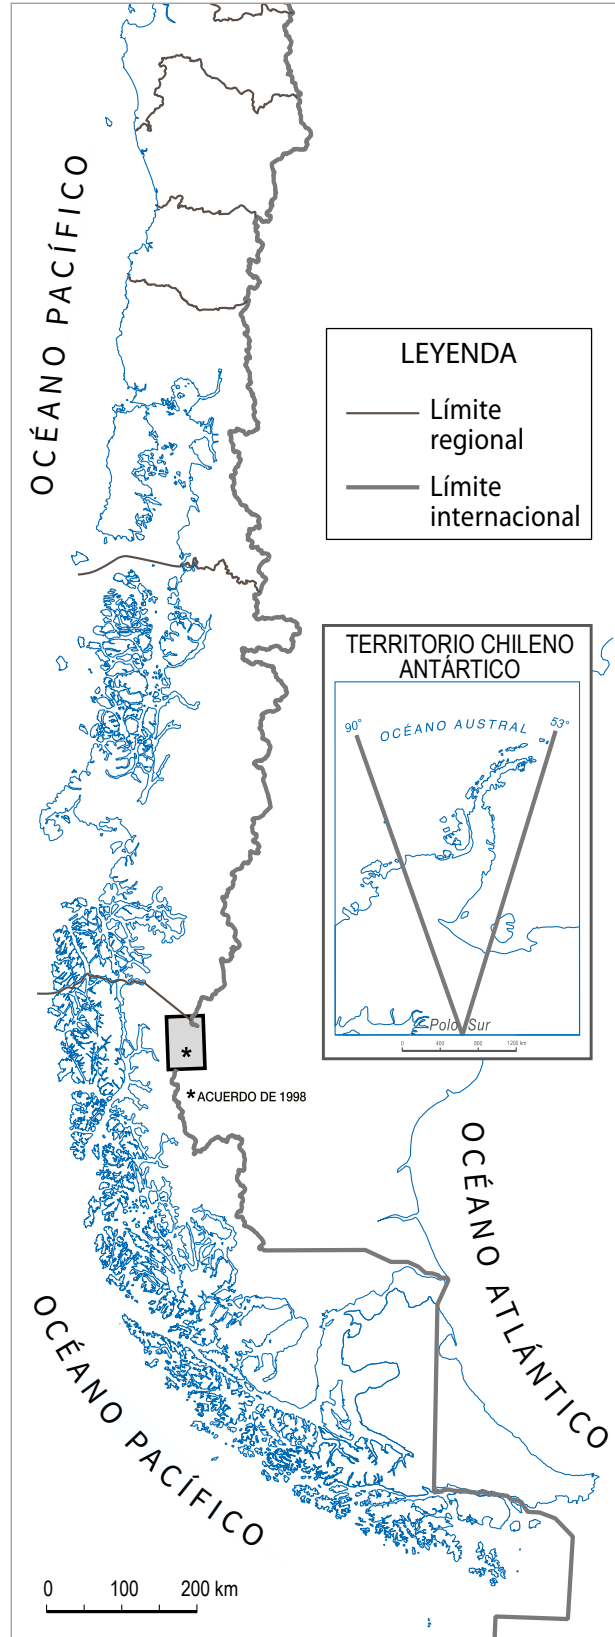 OCÉANO PACÍFICO
LEYENDA
Límite
regional
Límite
internacional
TERRITORIO CHILENO
ANTÁRTICO
90°
OCÉANO AUSTRAL
53°
Polo Sur
0 400 800 1200 km
*
*ACUERDO DE 1998
OCÉANO ATLÁNTICO
OCÉANO PACÍFICO
0 100 200 km